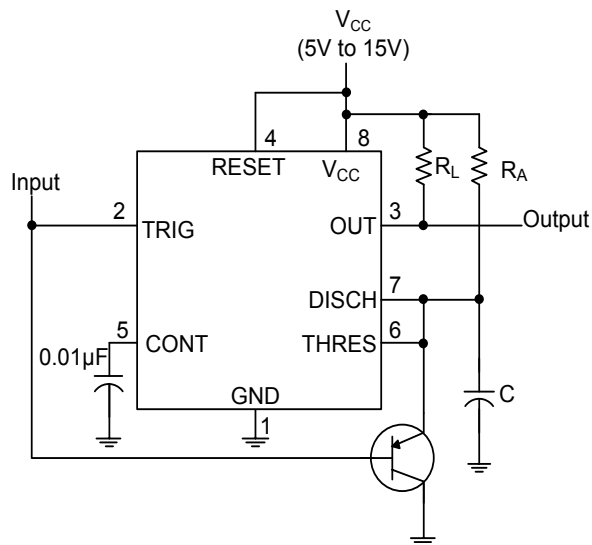 VCC
(5V to 15V)
4
8
RESET
VCC
RL
RA
Input
2
TRIG
OUT
3
Output
DISCH
7
5
CONT
THRES
6
0.01µF
GND
1
C